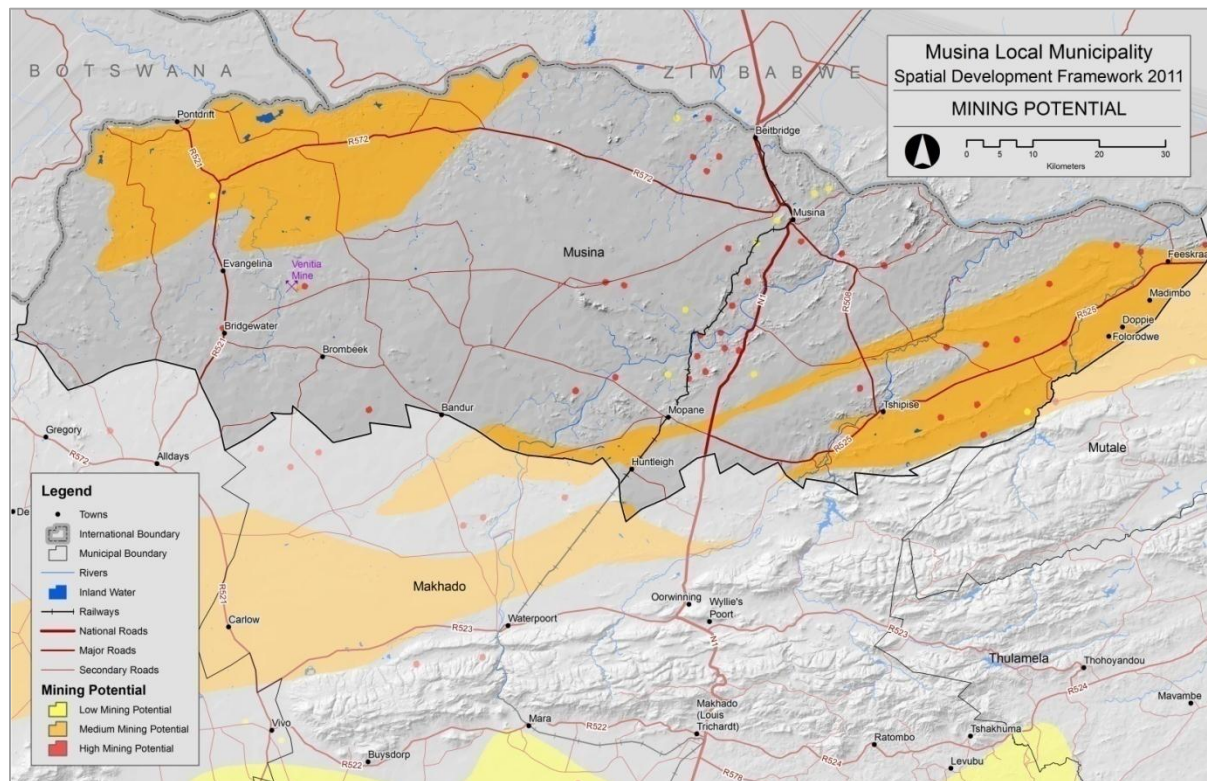 BOTSWANA
ZIMBABWE
Musina Local Municipality
Spatial Development Framework 2011
MINING POTENTIAL
0 5 10 20 30
Kilometers
Pontdrift
R521
R572
Beitbridge
R572
Musina
Musina
Evangelina
Venitia
Mine
Feeskraal
Madimbo
R525
Doppie
Folorodwe
Bridgewater
R521
Brombeek
N1
R508
Bandur
Mopane
Tshipise
R525
Gregory
R572
Alldays
Huntleigh
Mutale
Legend
Towns
International Boundary
Municipal Boundary
Rivers
Inland Water
Railways
National Roads
Major Roads
Secondary Roads
Mining Potential
Low Mining Potential
Medium Mining Potential
High Mining Potential
De
Makhado
R521
Carlow
Waterpoort
R523
Oorwinning
Wyllie's
Poort
N1
R523
Thulamela
Thohoyandou
R524
Mavambe
Vivo
Mara
R522
Makhado
(Louis
Trichardt)
Ratombo
Tshakhuma
Levubu
Buysdorp
R522
R578
R524